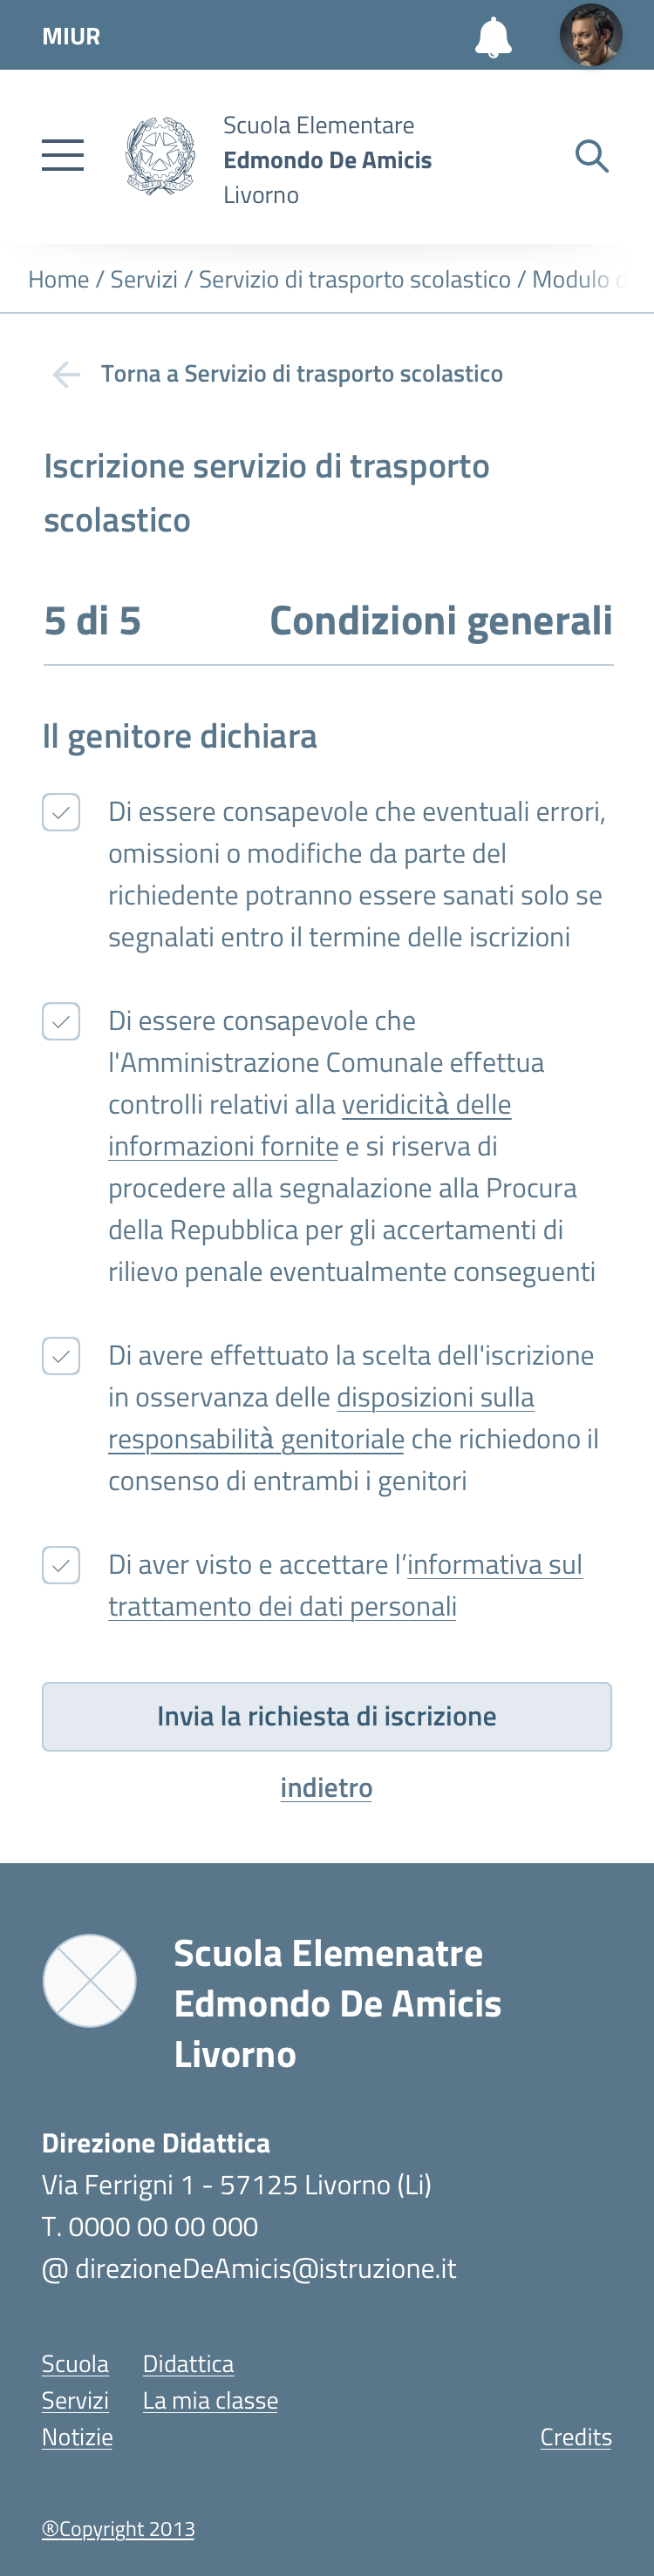 MIUR
Scuola Elementare
Edmondo De Amicis
Livorno
Home / Servizi / Servizio di trasporto scolastico / Modulo
Torna a Servizio di trasporto scolastico
Iscrizione servizio di trasporto
scolastico
5 di 5 Condizioni generali
Il genitore dichiara
Di essere consapevole che eventuali errori,
omissioni o modifiche da parte del
richiedente potranno essere sanati solo se
segnalati entro il termine delle iscrizioni
Di essere consapevole che
l'Amministrazione Comunale effettua
controlli relativi alla veridicità delle
informazioni fornite e si riserva di
procedere alla segnalazione alla Procura
della Repubblica per gli accertamenti di
rilievo penale eventualmente conseguenti
Di avere effettuato la scelta dell'iscrizione
in osservanza delle disposizioni sulla
responsabilità genitoriale che richiedono il
consenso di entrambi i genitori
Di aver visto e accettare l’informativa sul
trattamento dei dati personali
Invia la richiesta di iscrizione
indietro
Scuola Elemenatre
Edmondo De Amicis
Livorno
Direzione Didattica
Via Ferrigni 1 - 57125 Livorno (Li)
T. 0000 00 00 000
@ direzioneDeAmicis@istruzione.it
Scuola Didattica
Servizi La mia classe
Notizie Credits
®Copyright 2013